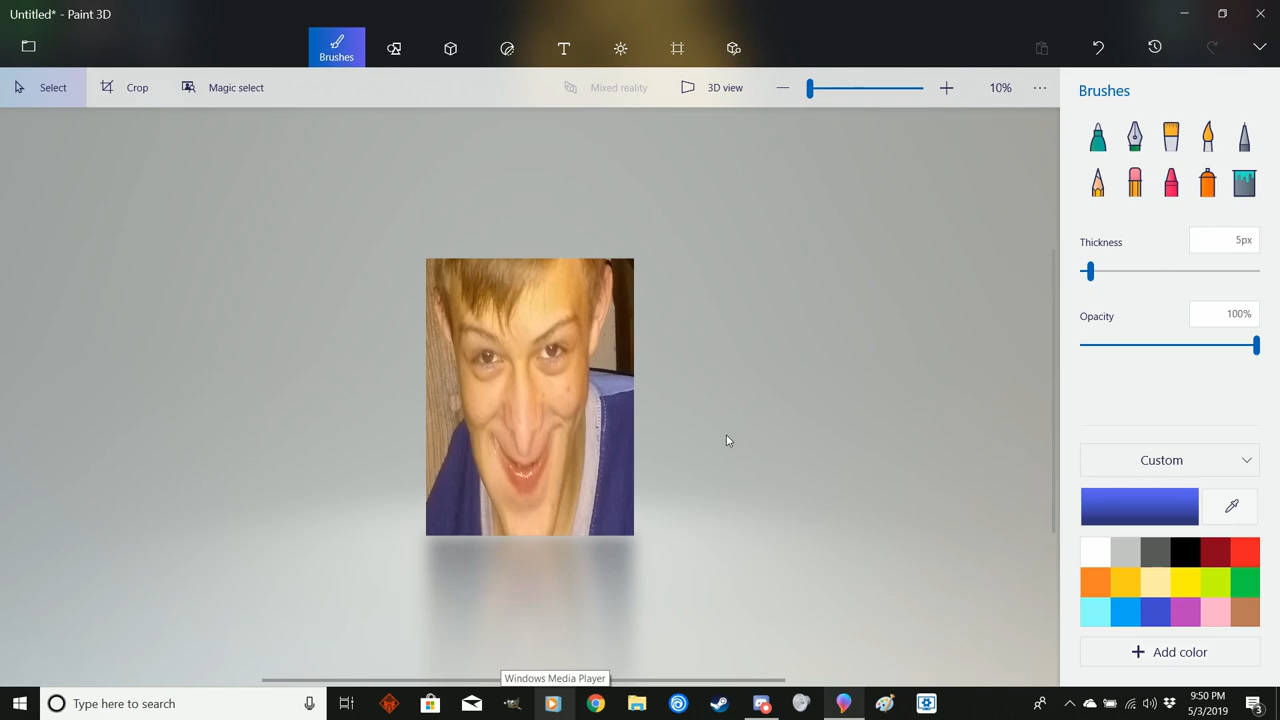 Untitled* - Paint 3D
Brushes
Select Crop Magic select Mixed reality 3D view 10%
Brushes
Thickness 5px
Opacity 100%
Custom
Add color
Windows Media Player
Type here to search
9:50 PM
5/3/2019
3